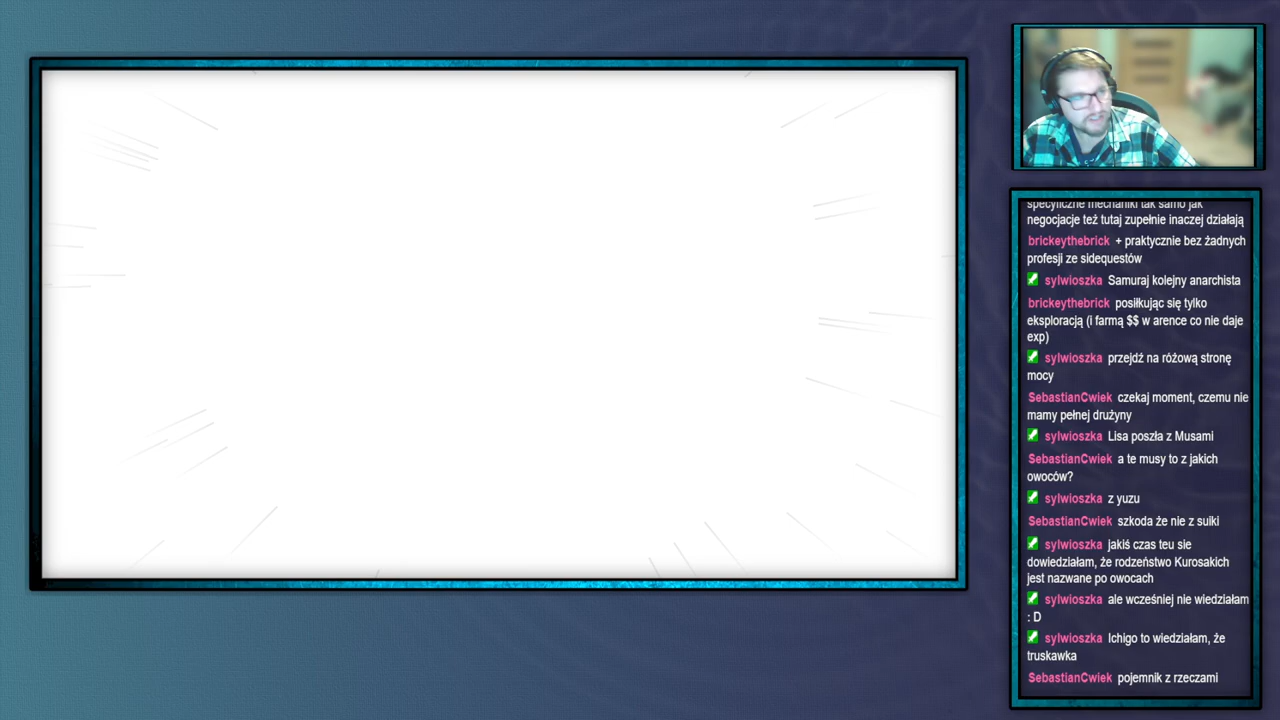 specyficzne mechaniki tak samo jak
negocjacje też tutaj zupełnie inaczej działają
brickeythebrick + praktycznie bez żadnych
profesji ze sidequestów
sylwioszka Samuraj kolejny anarchista
brickeythebrick posiłkując się tylko
eksploracją (i farmą $$ w arence co nie daje
exp)
sylwioszka przejdź na różową stronę
mocy
SebastianCwiek czekaj moment, czemu nie
mamy pełnej drużyny
sylwioszka Lisa poszła z Musami
SebastianCwiek a te musy to z jakich
owoców?
sylwioszka z yuzu
SebastianCwiek szkoda że nie z suiki
sylwioszka jakiś czas teu sie
dowiedziałam, że rodzeństwo Kurosakich
jest nazwane po owocach
sylwioszka ale wcześniej nie wiedziałam
: D
sylwioszka Ichigo to wiedziałam, że
truskawka
SebastianCwiek pojemnik z rzeczami